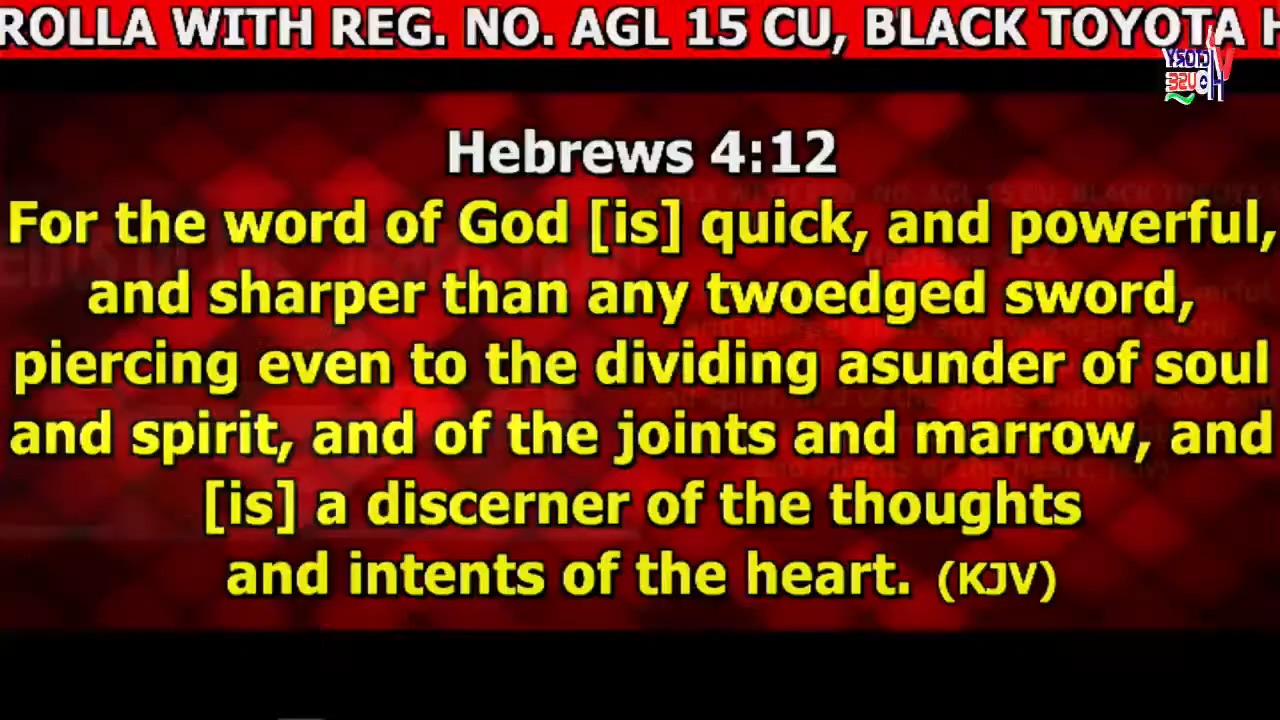 ROLLA WITH REG. NO. AGL 15 CU, BLACK TOYOTA H
Hebrews 4:12
For the word of God [is] quick, and powerful,
and sharper than any twoedged sword,
piercing even to the dividing asunder of soul
and spirit, and of the joints and marrow, and
[is] a discerner of the thoughts
and intents of the heart. (KJV)